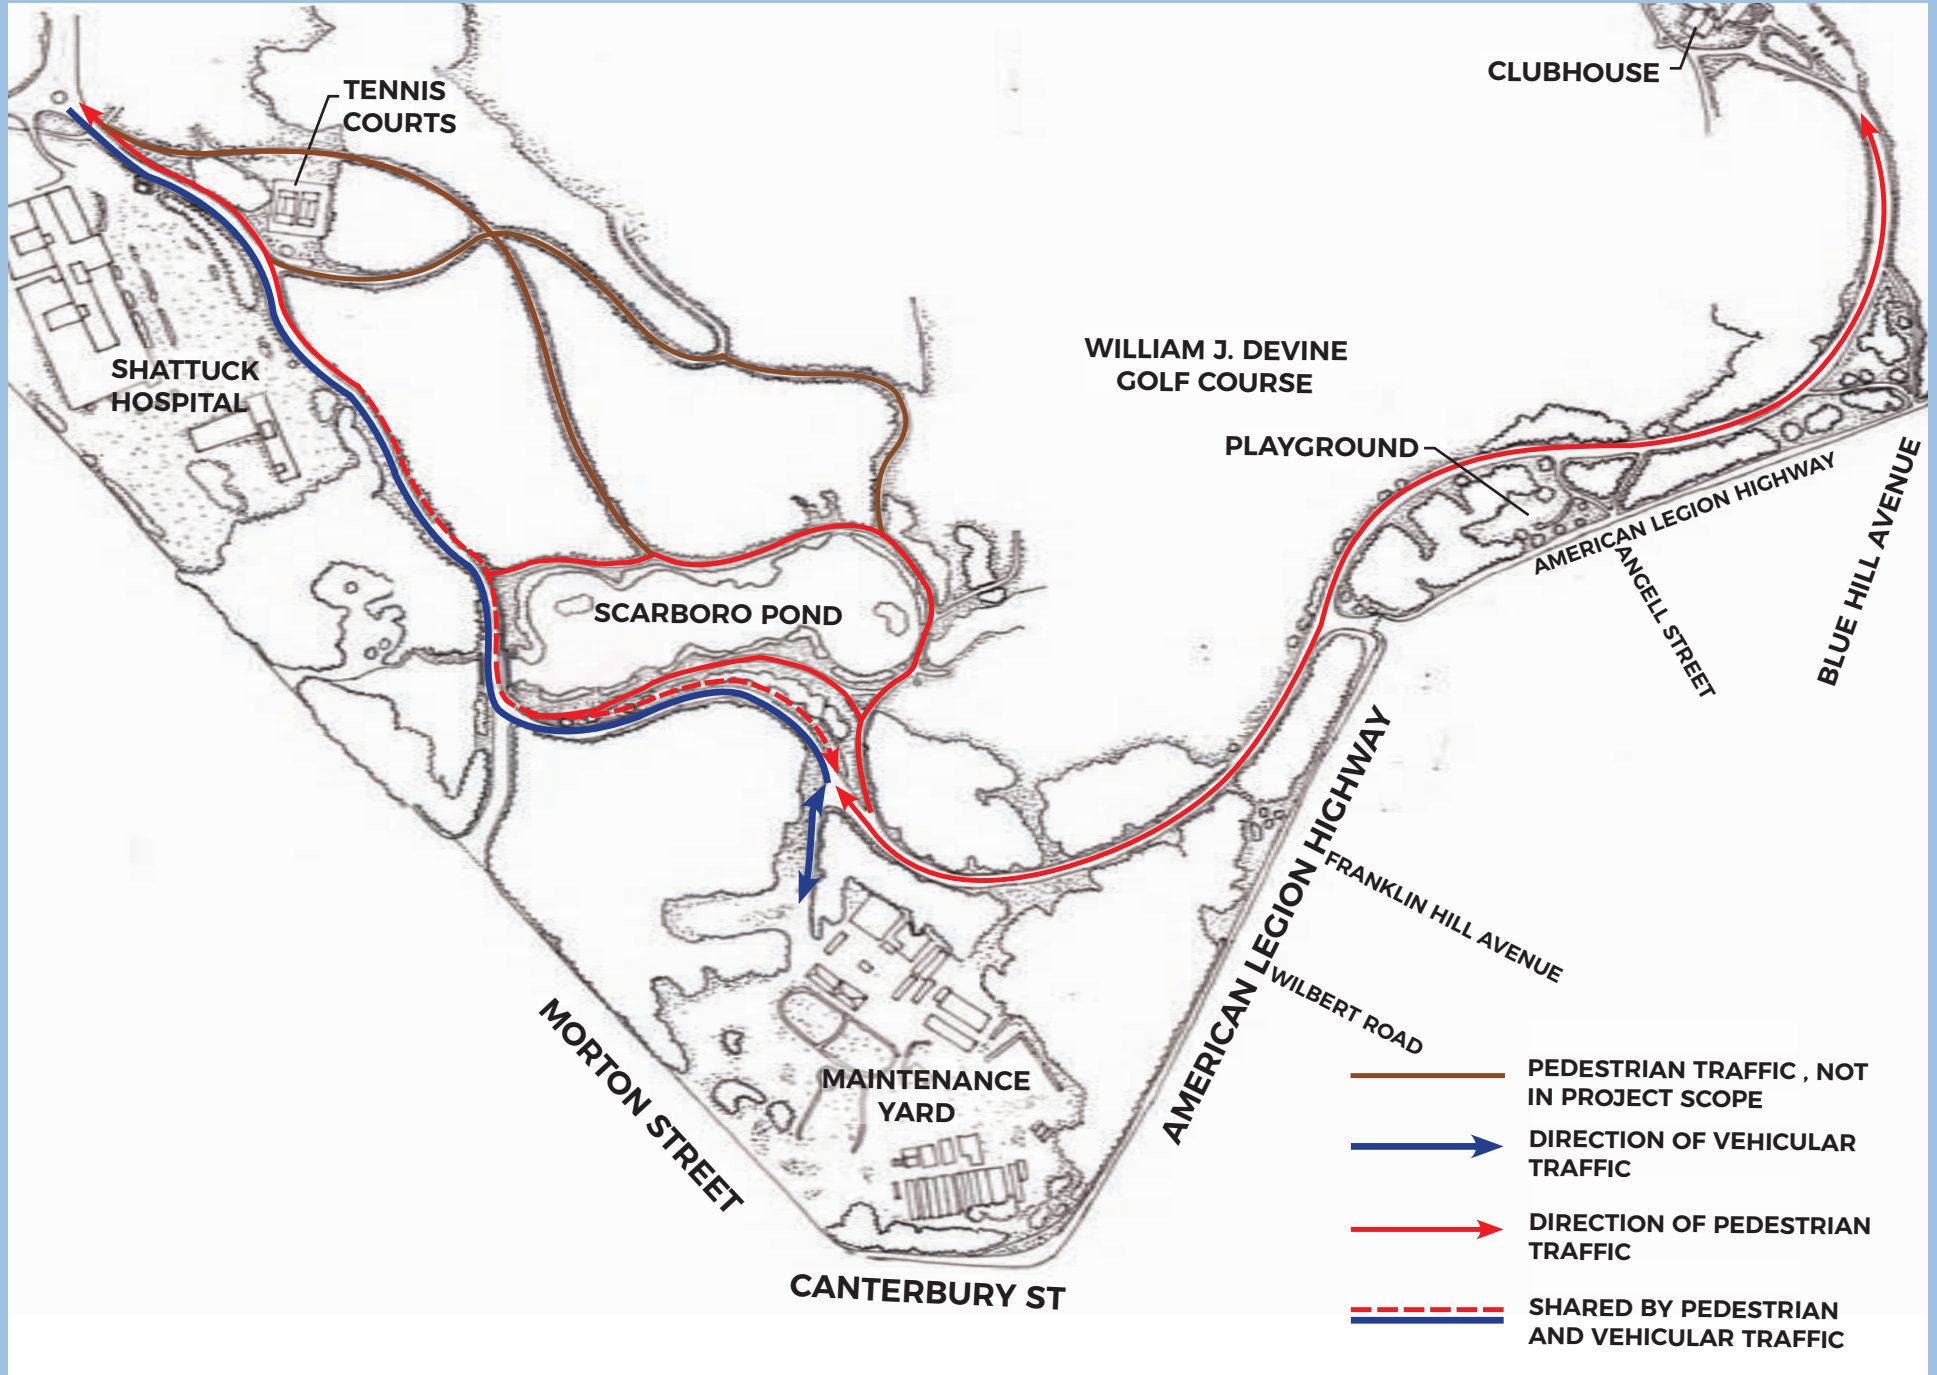 CLUBHOUSE
TENNIS
COURTS
WILLIAM J. DEVINE
GOLF COURSE
SHATTUCK
HOSPITAL
PLAYGROUND
AMERICAN LEGION HIGHWAY
BLUE HILL AVENUE
ANGELL STREET
SCARBORO POND
AMERICAN LEGION HIGHWAY
FRANKLIN HILL AVENUE
WILBERT ROAD
MORTON STREET
MAINTENANCE
YARD
CANTERBURY ST
PEDESTRIAN TRAFFIC , NOT
IN PROJECT SCOPE
DIRECTION OF VEHICULAR
TRAFFIC
DIRECTION OF PEDESTRIAN
TRAFFIC
SHARED BY PEDESTRIAN
AND VEHICULAR TRAFFIC